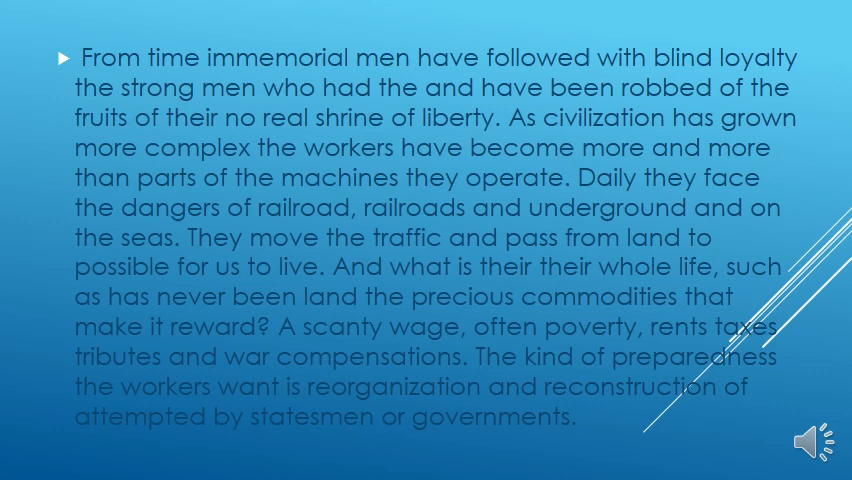 From time immemorial men have followed with blind loyalty
the strong men who had the and have been robbed of the
fruits of their no real shrine of liberty. As civilization has grown
more complex the workers have become more and more
than parts of the machines they operate. Daily they face
the dangers of railroad, railroads and underground and on
the seas. They move the traffic and pass from land to
possible for us to live. And what is their their whole life, such
as has never been land the precious commodities that
make it reward? A scanty wage, often poverty, rents taxes
tributes and war compensations. The kind of preparedness
the workers want is reorganization and reconstruction of
attempted by statesmen or governments.